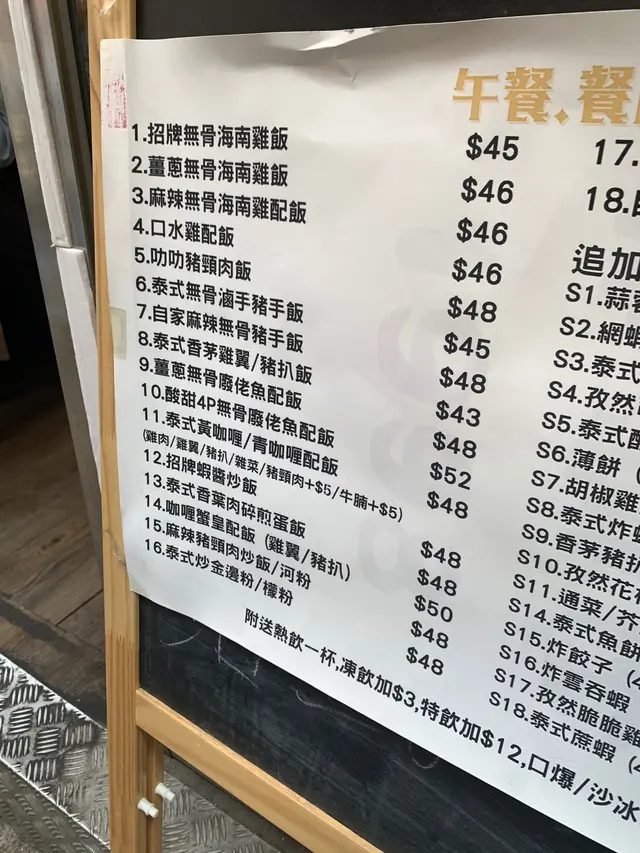 午餐.餐
1.招牌無骨海南雞飯 $45
2.薑蔥無骨海南雞飯 $46
3.麻辣無骨海南雞配飯 $46
4.口水雞配飯 $46
5.叻叻豬頸肉飯 $48
6.泰式無骨滷手豬手飯 $45
7.自家麻辣無骨豬手飯 $48
8.泰式香茅雞翼/豬扒飯 $43
9.薑蔥無骨廢佬魚配飯 $48
10.酸甜4P無骨廢佬魚配飯 $52
11.泰式黃咖喱/青咖喱配飯 $48
(雞肉/雞翼/豬扒/雜菜/豬頸肉+$5/牛腩+$5)
12.招牌蝦醬炒飯 $48
13.泰式香葉肉碎煎蛋飯 $48
14.咖喱蟹皇配飯 (雞翼/豬扒) $50
15.麻辣豬頸肉炒飯/河粉 $48
16.泰式炒金邊粉/檬粉 $48
17.
18.
追加
S1.蒜
S2.網蝦
S3.泰式
S4.孜然
S5.泰式
S6.薄餅 (
S7.胡椒雞
S8.泰式炸
S9.香茅豬扒
S10.孜然花
S11.通菜/芥
S14.泰式魚餅
S15.炸餃子 (
S16.炸雲吞蝦
S17.孜然脆脆雞
S18.泰式蔗蝦 (
附送熱飲一杯,凍飲加$3,特飲加$12,口爆/沙冰